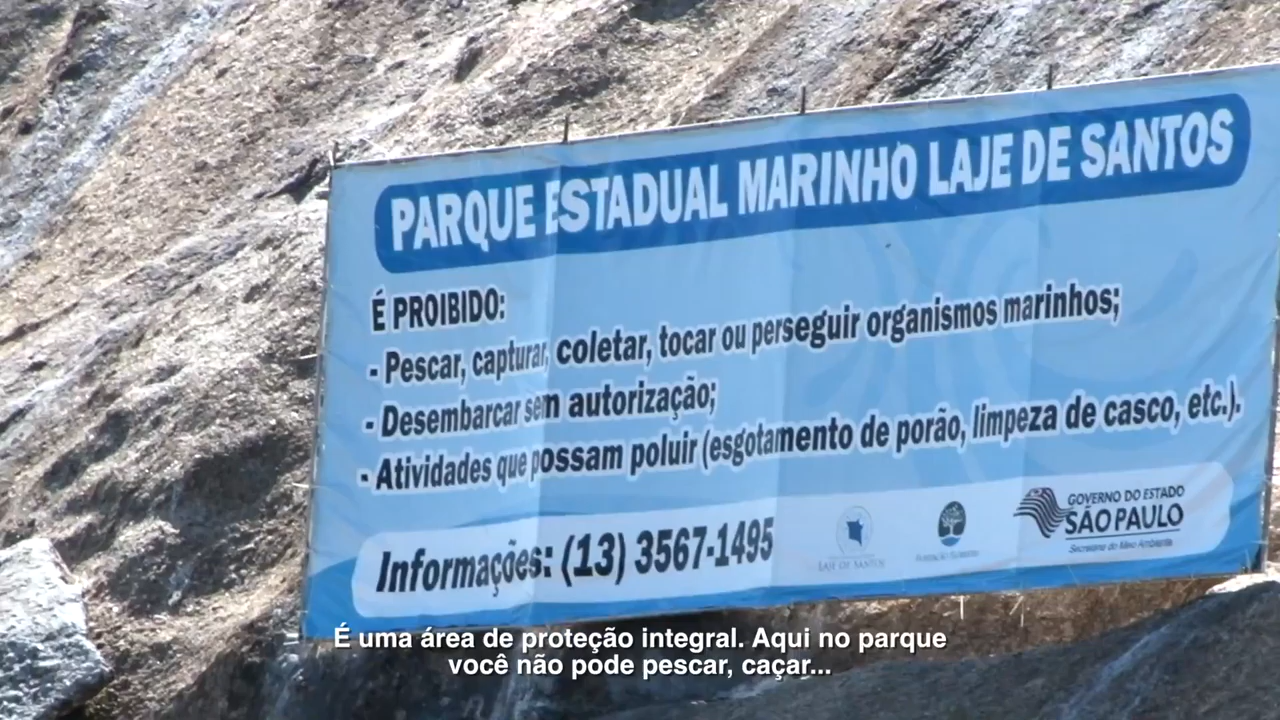 PARQUE ESTADUAL MARINHO LAJE DE SANTOS
É PROIBIDO:
- Pescar, capturar, coletar, tocar ou perseguir organismos marinhos;
- Desembarcar sem autorização;
- Atividades que possam poluir (esgotamento de porão, limpeza de casco, etc.).
Informações: (13) 3567-1495
LAJE DE SANTOS
GOVERNO DO ESTADO
SÃO PAULO
Secretaria do Meio Ambiente
É uma área de proteção integral. Aqui no parque
você não pode pescar, caçar...